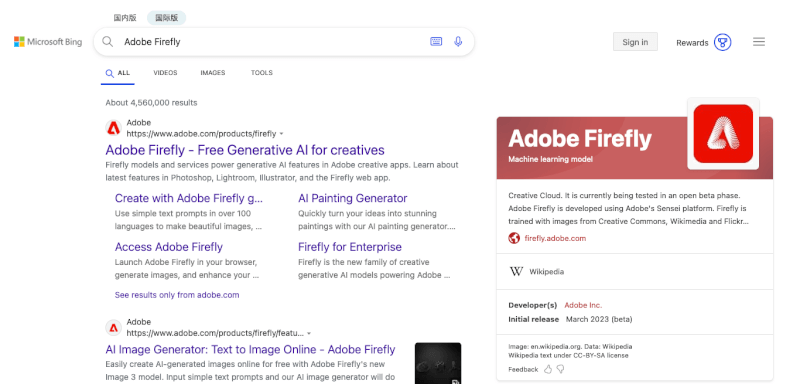 国内版 国际版
Microsoft Bing
Adobe Firefly
Sign in
Rewards
ALL VIDEOS IMAGES TOOLS
About 4,560,000 results
Adobe
https://www.adobe.com/products/firefly
Adobe Firefly - Free Generative AI for creatives
Firefly models and services power generative AI features in Adobe creative apps. Learn about
latest features in Photoshop, Lightroom, Illustrator, and the Firefly web app.
Create with Adobe Firefly g...
Use simple text prompts in over 100
languages to make beautiful images, ...
AI Painting Generator
Quickly turn your ideas into stunning
paintings with our AI painting generator....
Access Adobe Firefly
Launch Adobe Firefly in your browser,
generate images, and enhance your ...
Firefly for Enterprise
Firefly is the new family of creative
generative AI models powering Adobe ...
See results only from adobe.com
Adobe
https://www.adobe.com/products/firefly/featu...
AI Image Generator: Text to Image Online - Adobe Firefly
Easily create AI-generated images online for free with Adobe Firefly's new
Image 3 model. Input simple text prompts and our AI image generator will do
Adobe Firefly
Machine learning model
Creative Cloud. It is currently being tested in an open beta phase.
Adobe Firefly is developed using Adobe's Sensei platform. Firefly is
trained with images from Creative Commons, Wikimedia and Flickr...
firefly.adobe.com
W Wikipedia
Developer(s) Adobe Inc.
Initial release March 2023 (beta)
Image: en.wikipedia.org. Data: Wikipedia
Wikipedia text under CC-BY-SA license
Feedback